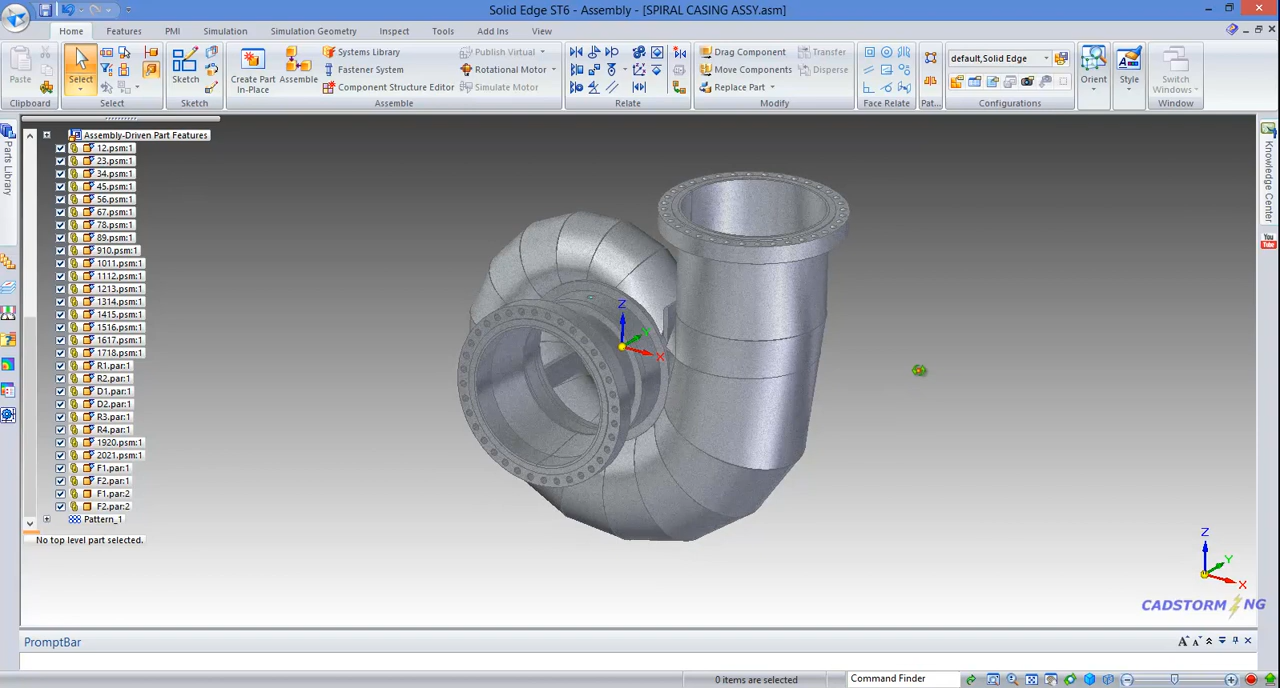 Solid Edge ST6 - Assembly - [SPIRAL CASING ASSY.asm]
Home Features PMI Simulation Simulation Geometry Inspect Tools Add Ins View
Paste
Clipboard
Select
Select
Sketch
Sketch
Create Part In-Place
Assemble
Systems Library
Fastener System
Component Structure Editor
Publish Virtual
Rotational Motor
Simulate Motor
Assemble
Relate
Drag Component
Move Components
Replace Part
Transfer
Disperse
Modify
Face Relate
Pat...
default,Solid Edge
Configurations
Orient
Style
Switch Windows
Window
Parts Library
Knowledge Center
You Tube
Assembly-Driven Part Features
12.psm:1
23.psm:1
34.psm:1
45.psm:1
56.psm:1
67.psm:1
78.psm:1
89.psm:1
910.psm:1
1011.psm:1
1112.psm:1
1213.psm:1
1314.psm:1
1415.psm:1
1516.psm:1
1617.psm:1
1718.psm:1
R1.par:1
R2.par:1
D1.par:1
D2.par:1
R3.par:1
R4.par:1
1920.psm:1
2021.psm:1
F1.par:1
F2.par:1
F1.par:2
F2.par:2
Pattern_1
No top level part selected.
Z
X
Z
Y
X
CADSTORMING
PromptBar
0 items are selected
Command Finder